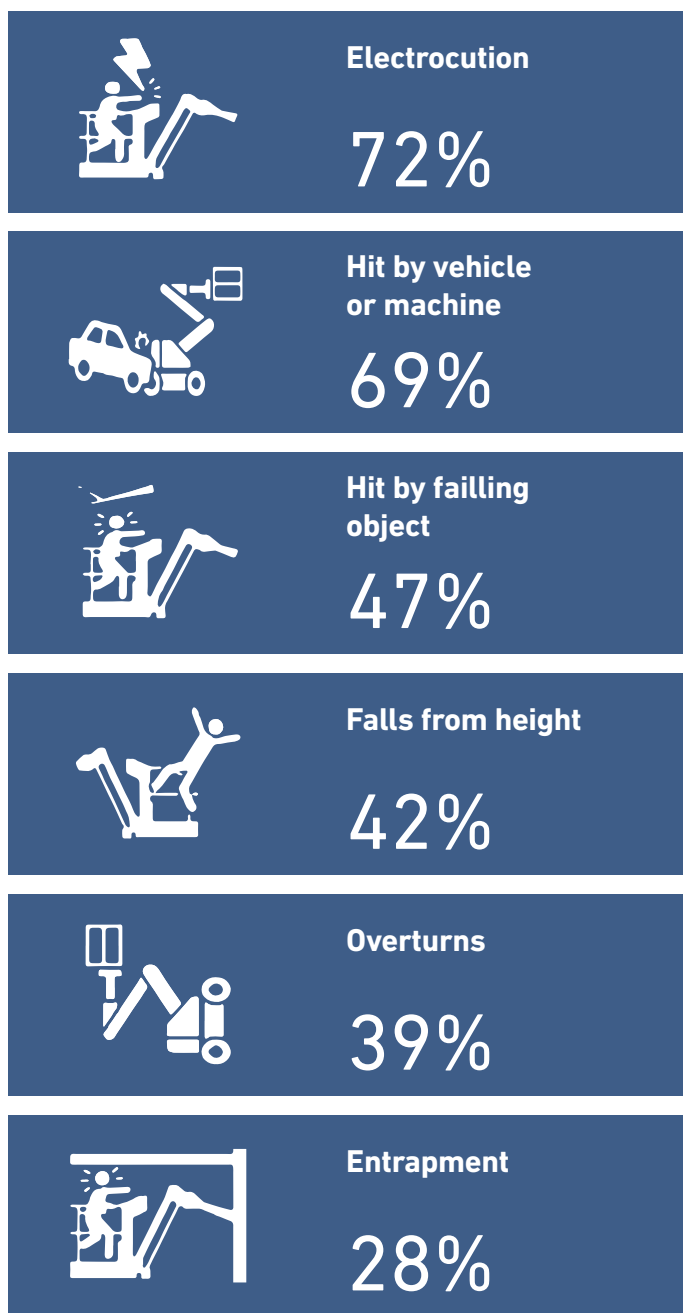 Electrocution
72%
Hit by vehicle
or machine
69%
Hit by failling
object
47%
Falls from height
42%
Overturns
39%
Entrapment
28%